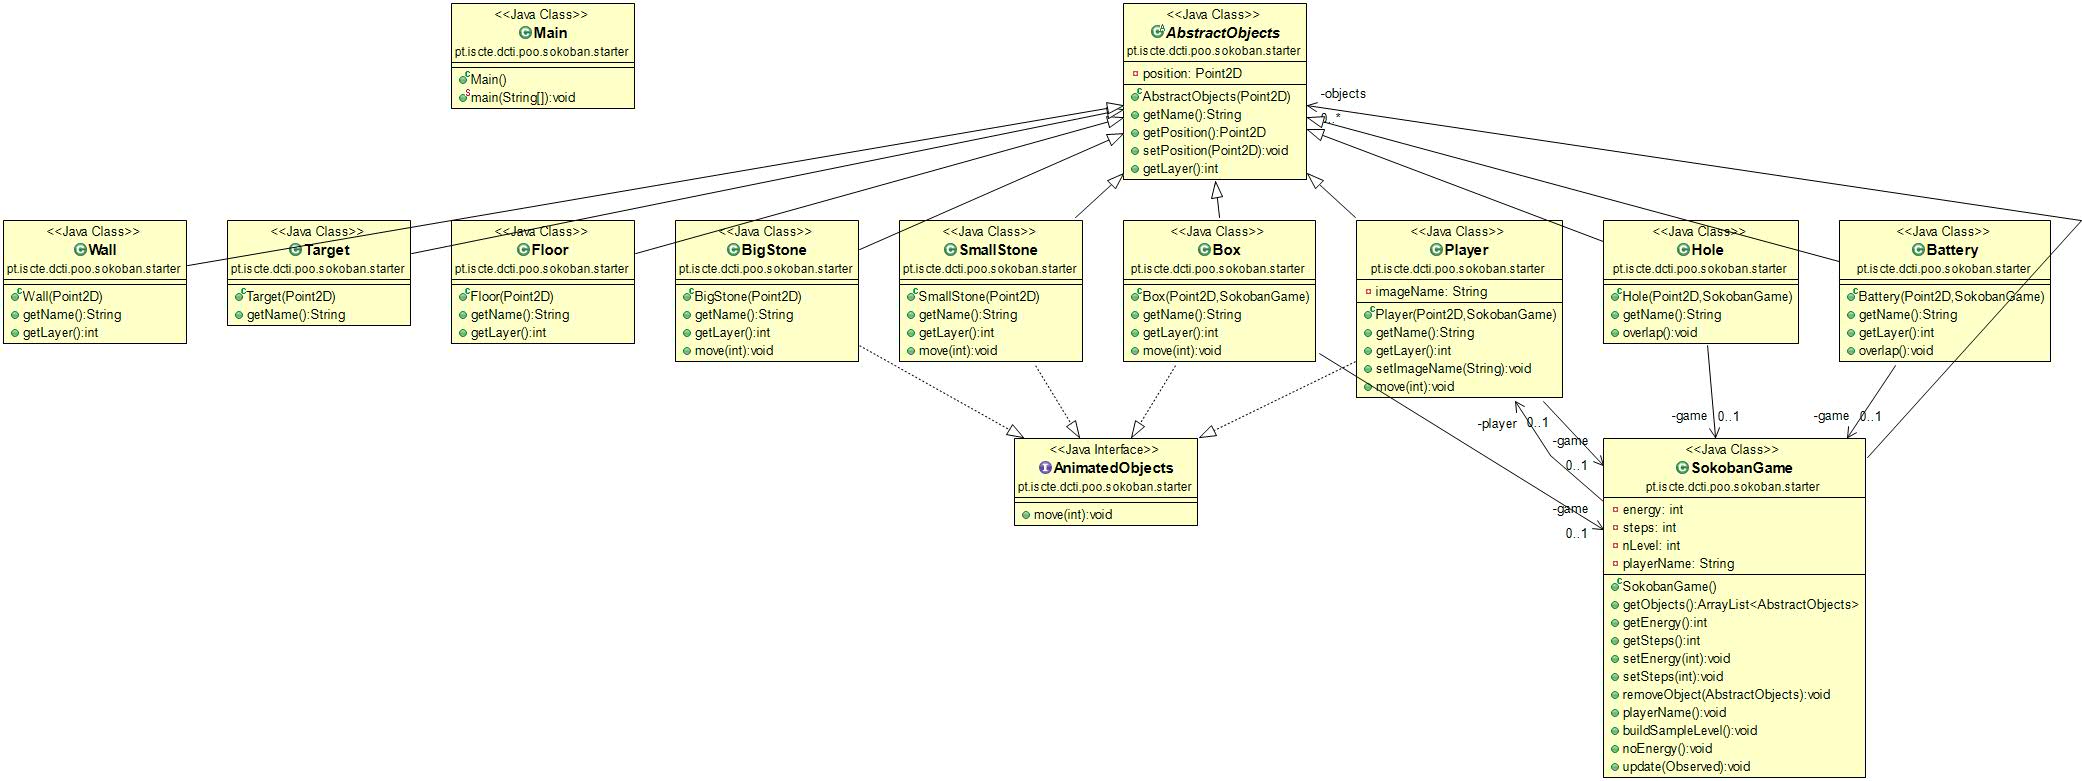 <<Java Class>>
Main
pt.iscte.dcti.poo.sokoban.starter
Main()
main(String[]):void
<<Java Class>>
AbstractObjects
pt.iscte.dcti.poo.sokoban.starter
position: Point2D
AbstractObjects(Point2D)
getName():String
getPosition():Point2D
setPosition(Point2D):void
getLayer():int
-objects
0..*
<<Java Class>>
Wall
pt.iscte.dcti.poo.sokoban.starter
Wall(Point2D)
getName():String
getLayer():int
<<Java Class>>
Target
pt.iscte.dcti.poo.sokoban.starter
Target(Point2D)
getName():String
<<Java Class>>
Floor
pt.iscte.dcti.poo.sokoban.starter
Floor(Point2D)
getName():String
getLayer():int
<<Java Class>>
BigStone
pt.iscte.dcti.poo.sokoban.starter
BigStone(Point2D)
getName():String
getLayer():int
move(int):void
<<Java Class>>
SmallStone
pt.iscte.dcti.poo.sokoban.starter
SmallStone(Point2D)
getName():String
getLayer():int
move(int):void
<<Java Class>>
Box
pt.iscte.dcti.poo.sokoban.starter
Box(Point2D,SokobanGame)
getName():String
getLayer():int
move(int):void
<<Java Class>>
Player
pt.iscte.dcti.poo.sokoban.starter
imageName: String
Player(Point2D,SokobanGame)
getName():String
getLayer():int
setImageName(String):void
move(int):void
<<Java Class>>
Hole
pt.iscte.dcti.poo.sokoban.starter
Hole(Point2D,SokobanGame)
getName():String
overlap():void
<<Java Class>>
Battery
pt.iscte.dcti.poo.sokoban.starter
Battery(Point2D,SokobanGame)
getName():String
getLayer():int
overlap():void
-player 0..1
-game
0..1
-game 0..1
-game 0..1
-game
0..1
<<Java Interface>>
AnimatedObjects
pt.iscte.dcti.poo.sokoban.starter
move(int):void
<<Java Class>>
SokobanGame
pt.iscte.dcti.poo.sokoban.starter
energy: int
steps: int
nLevel: int
playerName: String
SokobanGame()
getObjects():ArrayList<AbstractObjects>
getEnergy():int
getSteps():int
setEnergy(int):void
setSteps(int):void
removeObject(AbstractObjects):void
playerName():void
buildSampleLevel():void
noEnergy():void
update(Observed):void